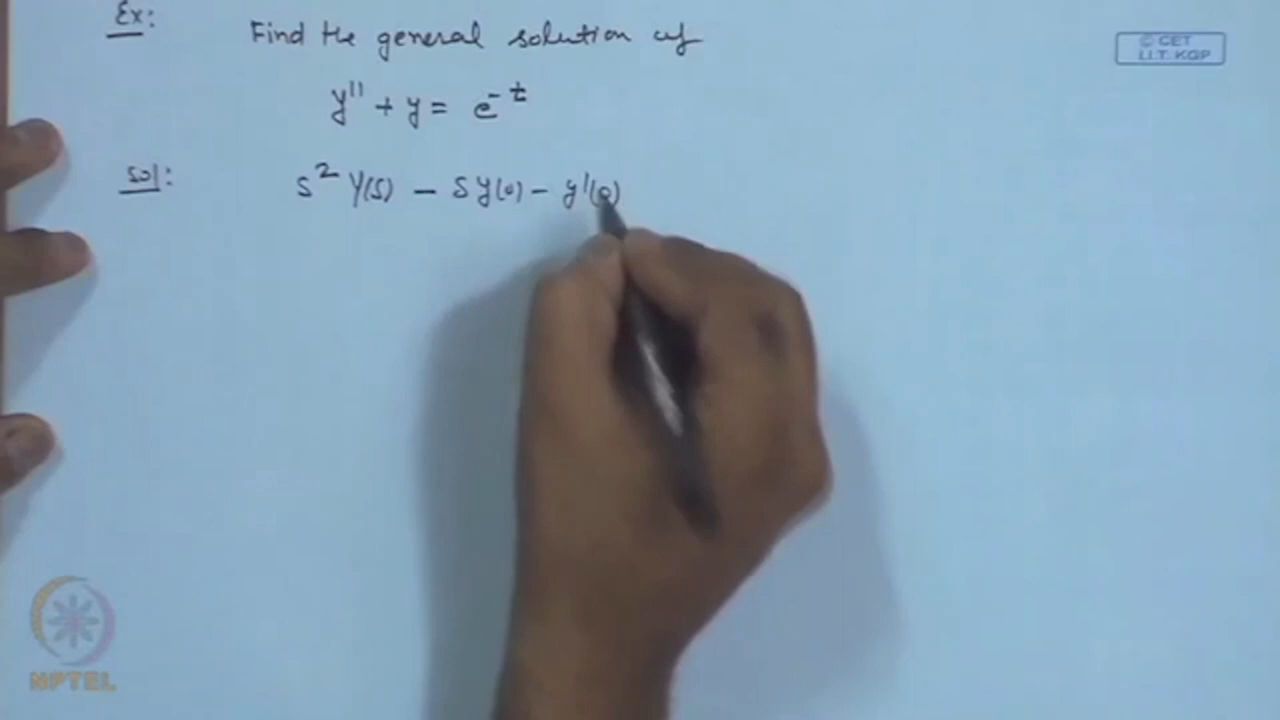 Ex: Find the general solution of
© CET
I.I.T. KGP
y'' + y = e^{-t}
Sol: s^2 Y(s) - s y(0) - y'(0)
NPTEL